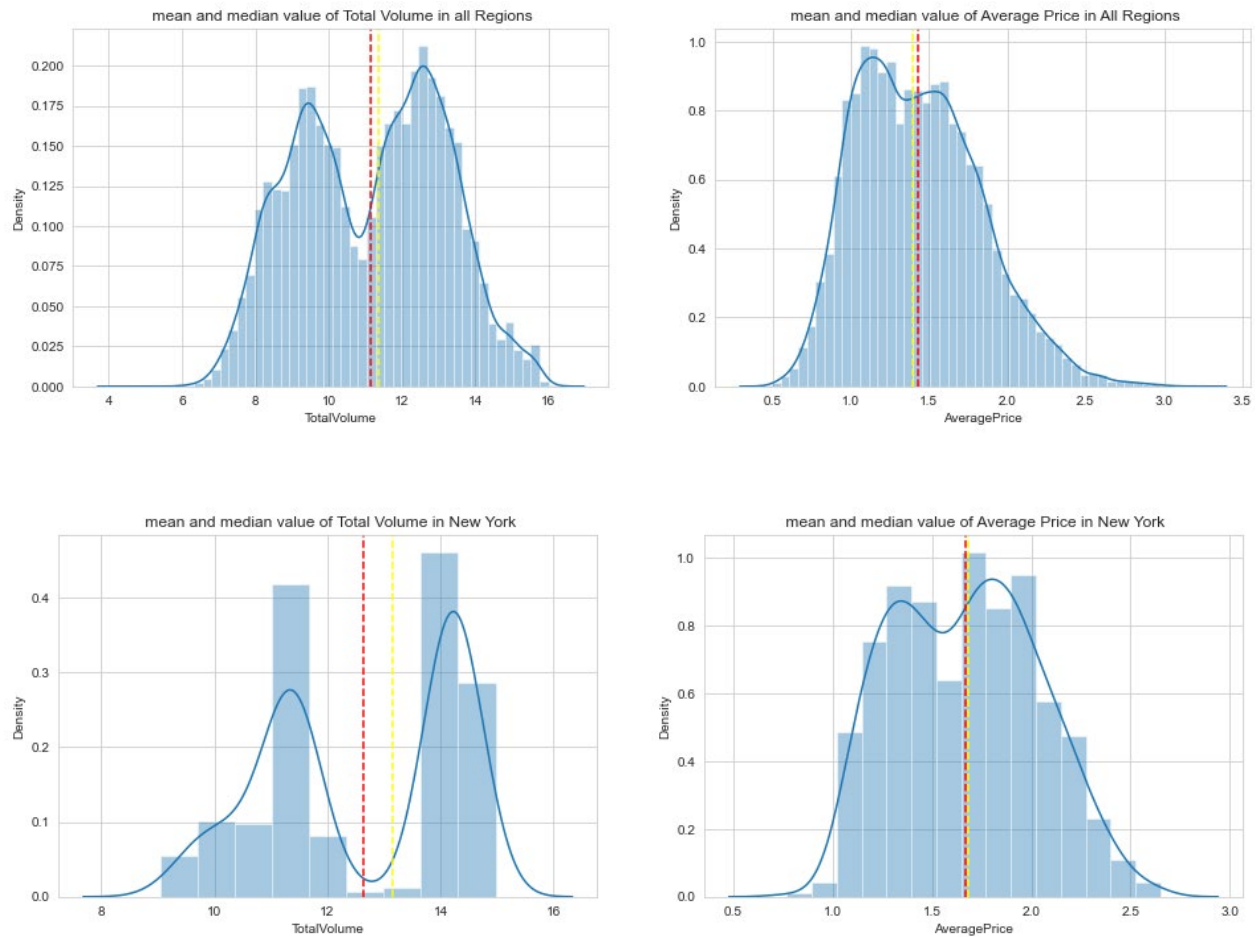 mean and median value of Total Volume in all Regions
0.200
0.175
0.150
0.125
0.100
0.075
0.050
0.025
0.000
Density
4 6 8 10 12 14 16
TotalVolume
mean and median value of Average Price in All Regions
1.0
0.8
0.6
0.4
0.2
0.0
Density
0.5 1.0 1.5 2.0 2.5 3.0 3.5
AveragePrice
mean and median value of Total Volume in New York
0.4
0.3
0.2
0.1
0.0
Density
8 10 12 14 16
TotalVolume
mean and median value of Average Price in New York
1.0
0.8
0.6
0.4
0.2
0.0
Density
0.5 1.0 1.5 2.0 2.5 3.0
AveragePrice